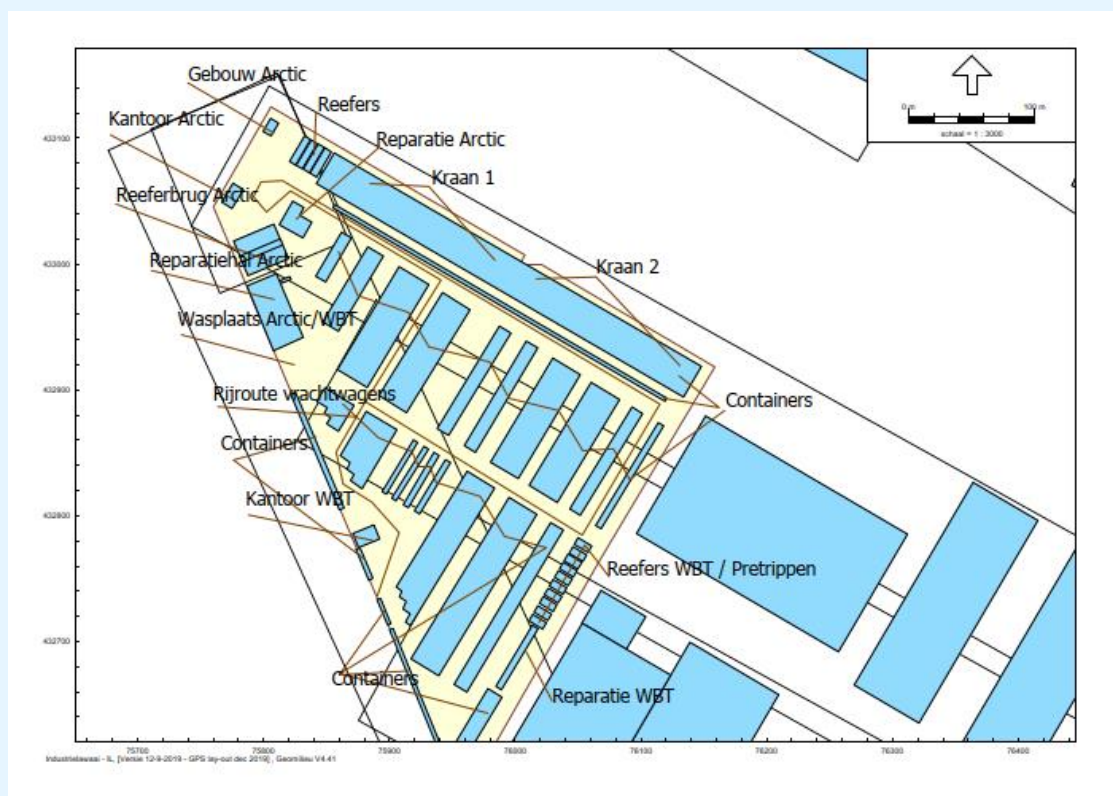 Gebouw Arctic
Reefers
Kantoor Arctic
Reparatie Arctic
Kraan 1
Reeferbrug Arctic
Reparatiehal Arctic
Kraan 2
Wasplaats Arctic/WBT
Rijroute vrachtwagens
Containers
Containers
Kantoor WBT
Reefers WBT / Pretrippen
Containers
Reparatie WBT
0 m 100 m
schaal = 1 : 3000
433100
433000
432900
432800
432700
75700 75800 75900 76000 76100 76200 76300 76400
Industrielawaai - IL, [Versie 12-9-2019 - GPS lay-out dec 2019] , Geomilieu V4.41